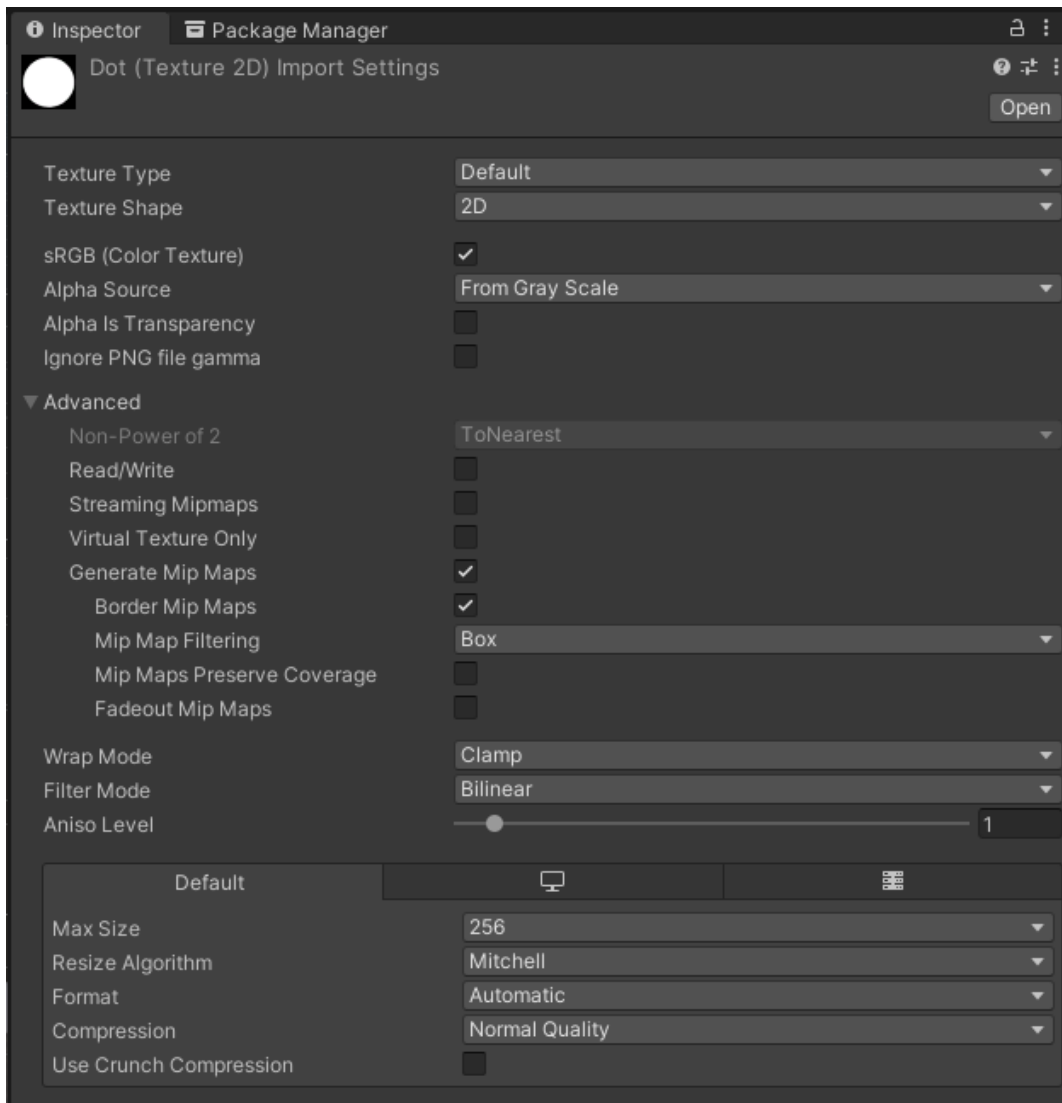 Inspector Package Manager
Dot (Texture 2D) Import Settings
Open
Texture Type Default
Texture Shape 2D
sRGB (Color Texture)
Alpha Source From Gray Scale
Alpha Is Transparency
Ignore PNG file gamma
Advanced
Non-Power of 2 ToNearest
Read/Write
Streaming Mipmaps
Virtual Texture Only
Generate Mip Maps
Border Mip Maps
Mip Map Filtering Box
Mip Maps Preserve Coverage
Fadeout Mip Maps
Wrap Mode Clamp
Filter Mode Bilinear
Aniso Level 1
Default
Max Size 256
Resize Algorithm Mitchell
Format Automatic
Compression Normal Quality
Use Crunch Compression